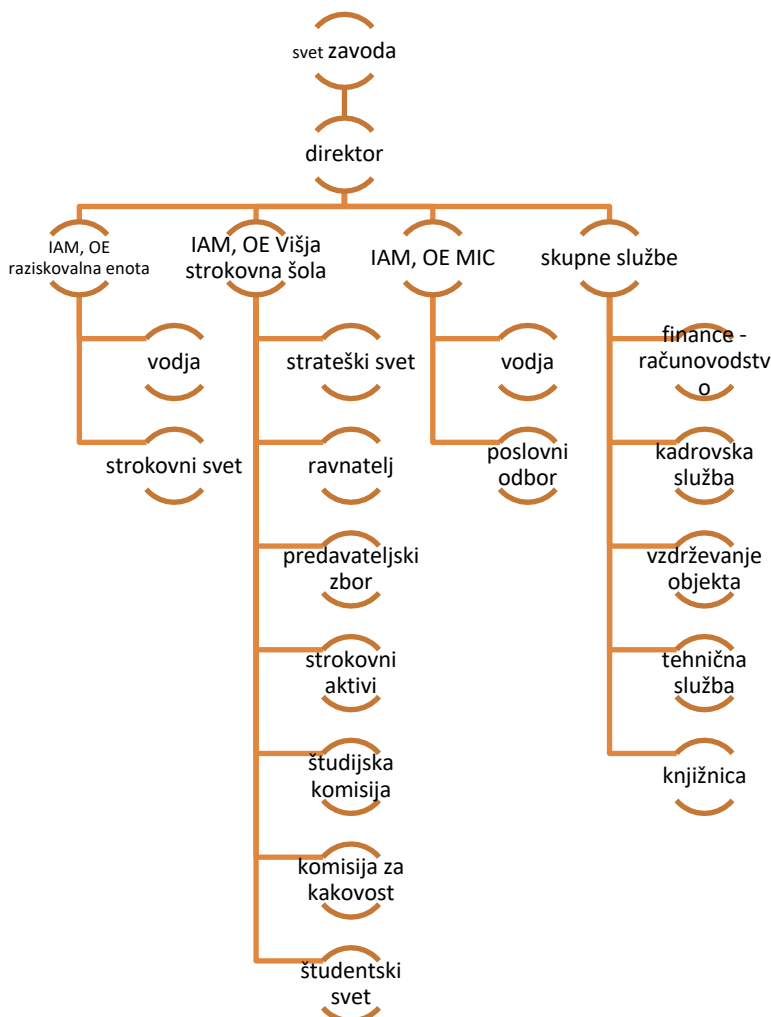 svet zavoda
direktor
IAM, OE
raziskovalna enota
IAM, OE Višja
strokovna šola
IAM, OE MIC
skupne službe
vodja
strokovni svet
strateški svet
ravnatelj
predavateljski
zbor
strokovni
aktivi
študijska
komisija
komisija za
kakovost
študentski
svet
vodja
poslovni
odbor
finance -
računovodstv
o
kadrovska
služba
vzdrževanje
objekta
tehnična
služba
knjižnica